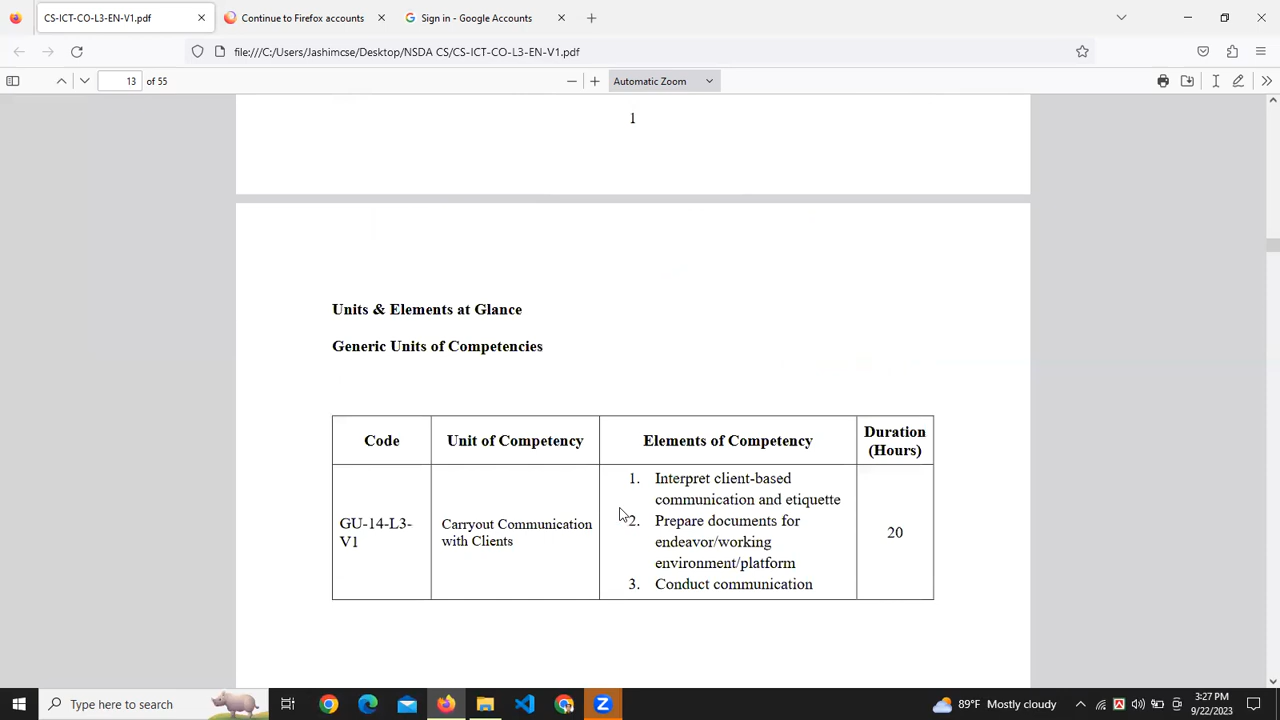 CS-ICT-CO-L3-EN-V1.pdf
Continue to Firefox accounts
Sign in - Google Accounts
file:///C:/Users/Jashimcse/Desktop/NSDA CS/CS-ICT-CO-L3-EN-V1.pdf
13 of 55
Automatic Zoom
1
Units & Elements at Glance
Generic Units of Competencies
Code
Unit of Competency
Elements of Competency
Duration
(Hours)
GU-14-L3-
V1
Carryout Communication
with Clients
1. Interpret client-based
communication and etiquette
2. Prepare documents for
endeavor/working
environment/platform
3. Conduct communication
20
Type here to search
89°F Mostly cloudy
3:27 PM
9/22/2023